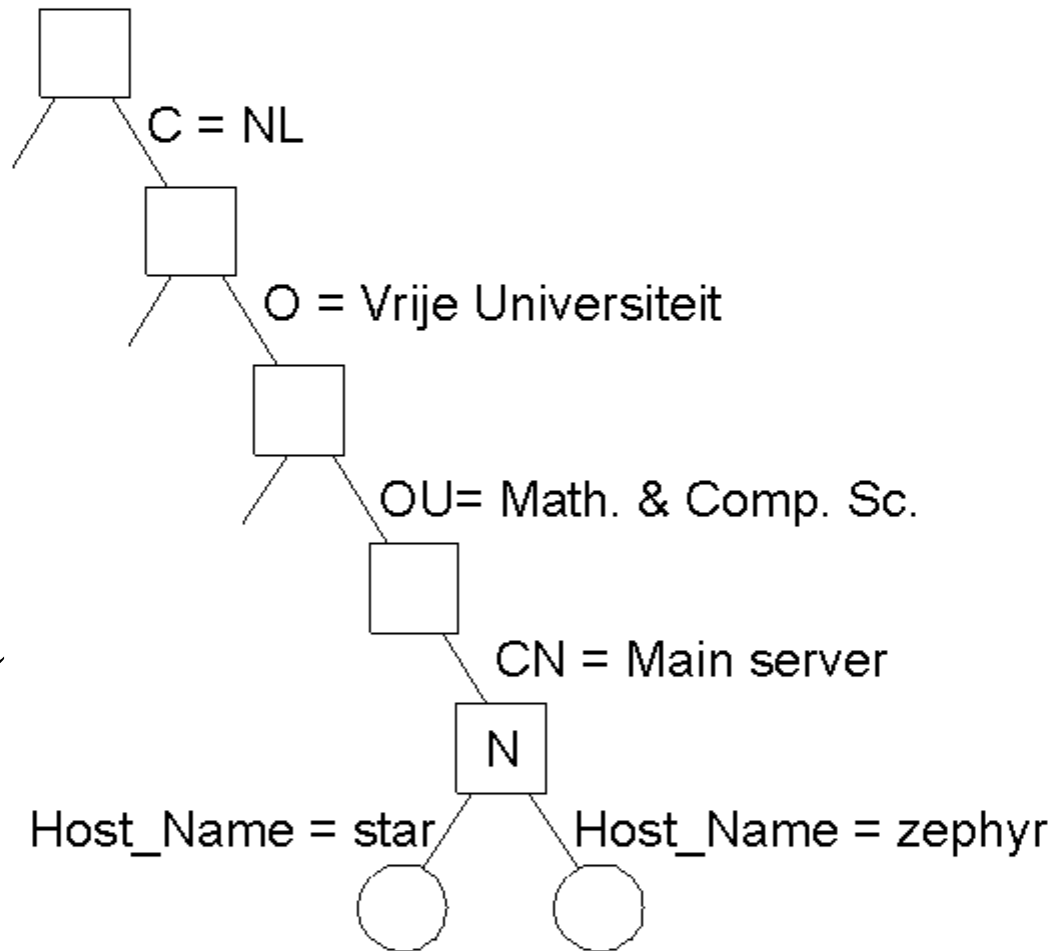 C = NL
O = Vrije Universiteit
OU= Math. & Comp. Sc.
CN = Main server
N
Host_Name = star
Host_Name = zephyr